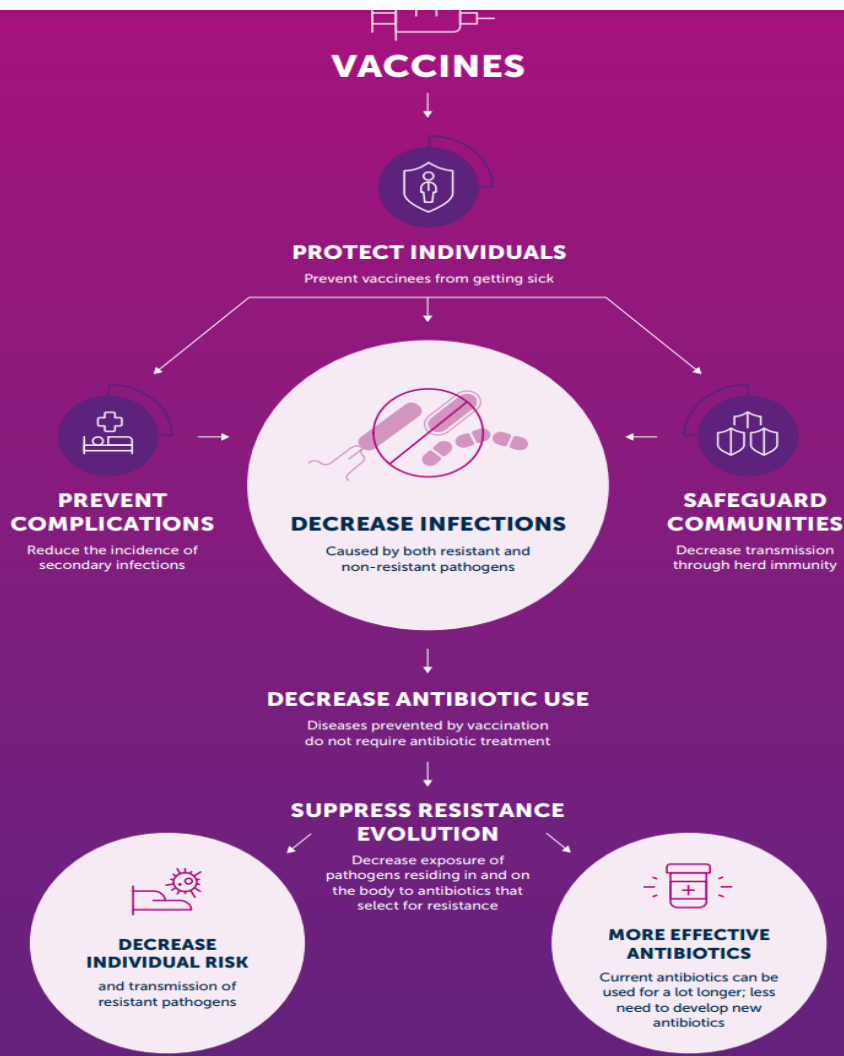 VACCINES
PROTECT INDIVIDUALS
Prevent vaccinees from getting sick
PREVENT
COMPLICATIONS
Reduce the incidence of
secondary infections
DECREASE INFECTIONS
Caused by both resistant and
non-resistant pathogens
SAFEGUARD
COMMUNITIES
Decrease transmission
through herd immunity
DECREASE ANTIBIOTIC USE
Diseases prevented by vaccination
do not require antibiotic treatment
SUPPRESS RESISTANCE
EVOLUTION
Decrease exposure of
pathogens residing in and on
the body to antibiotics that
select for resistance
DECREASE
INDIVIDUAL RISK
and transmission of
resistant pathogens
MORE EFFECTIVE
ANTIBIOTICS
Current antibiotics can be
used for a lot longer; less
need to develop new
antibiotics